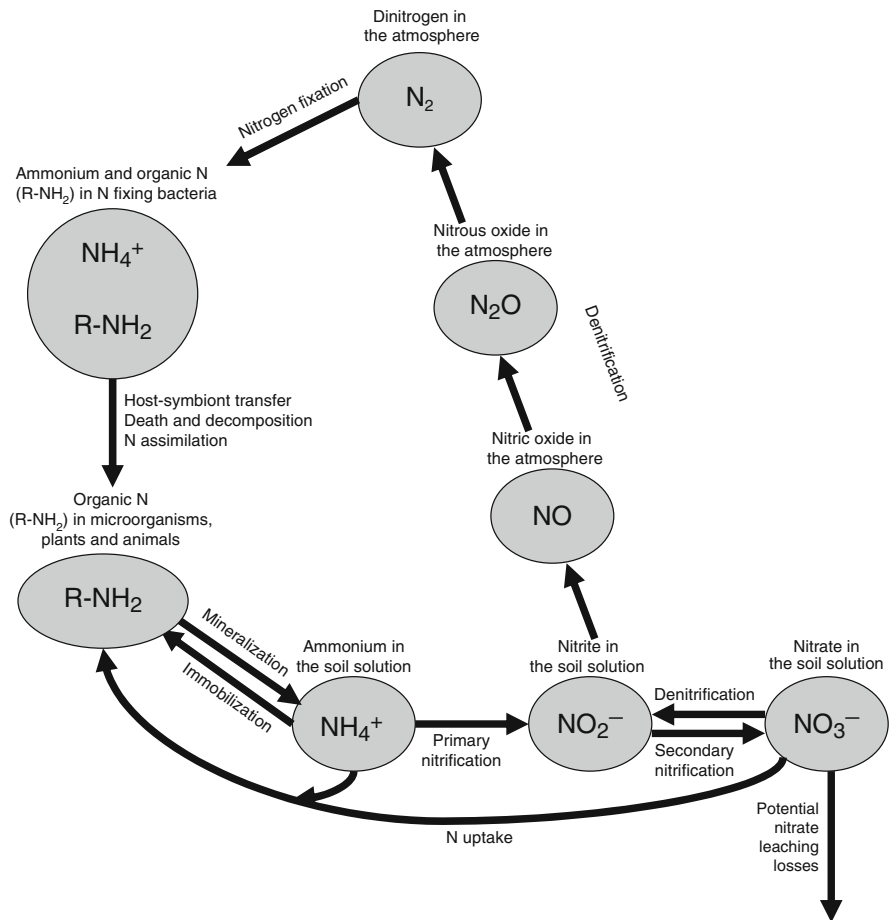 Dinitrogen in
the atmosphere
N₂
Nitrogen fixation
Ammonium and organic N
(R-NH₂) in N fixing bacteria
NH₄⁺
R-NH₂
Nitrous oxide in
the atmosphere
N₂O
Denitrification
Host-symbiont transfer
Death and decomposition
N assimilation
Nitric oxide in
the atmosphere
NO
Organic N
(R-NH₂) in microorganisms,
plants and animals
R-NH₂
Mineralization
Immobilization
Ammonium in
the soil solution
NH₄⁺
Primary
nitrification
Nitrite in
the soil solution
NO₂⁻
Denitrification
Secondary
nitrification
Nitrate in
the soil solution
NO₃⁻
N uptake
Potential
nitrate
leaching
losses